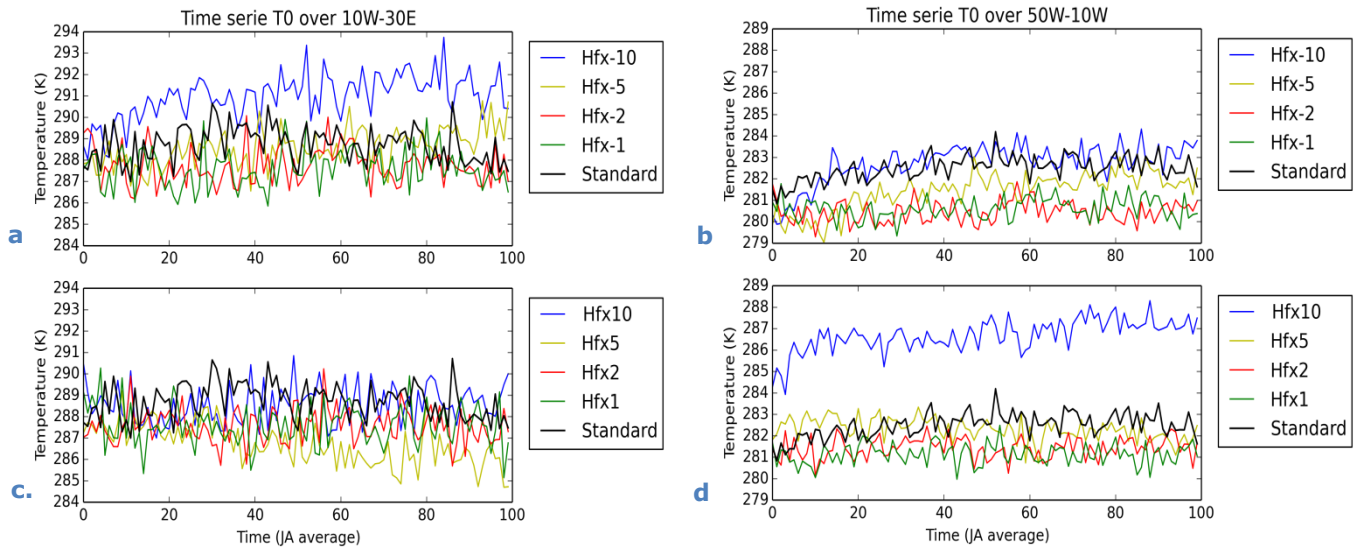 Time serie T0 over 10W-30E
Temperature (K)
294
293
292
291
290
289
288
287
286
285
284
0 20 40 60 80 100
Hfx-10
Hfx-5
Hfx-2
Hfx-1
Standard
a
Time serie T0 over 50W-10W
Temperature (K)
289
288
287
286
285
284
283
282
281
280
279
0 20 40 60 80 100
Hfx-10
Hfx-5
Hfx-2
Hfx-1
Standard
b
Temperature (K)
294
293
292
291
290
289
288
287
286
285
284
0 20 40 60 80 100
Time (JA average)
Hfx10
Hfx5
Hfx2
Hfx1
Standard
c.
Temperature (K)
289
288
287
286
285
284
283
282
281
280
279
0 20 40 60 80 100
Time (JA average)
Hfx10
Hfx5
Hfx2
Hfx1
Standard
d